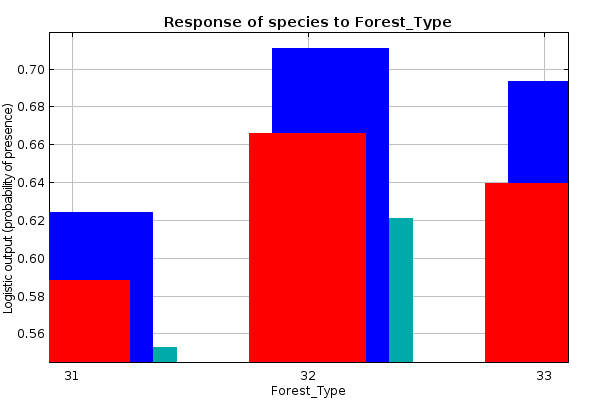 Response of species to Forest_Type
Logistic output (probability of presence)
0.70
0.68
0.66
0.64
0.62
0.60
0.58
0.56
31 32 33
Forest_Type